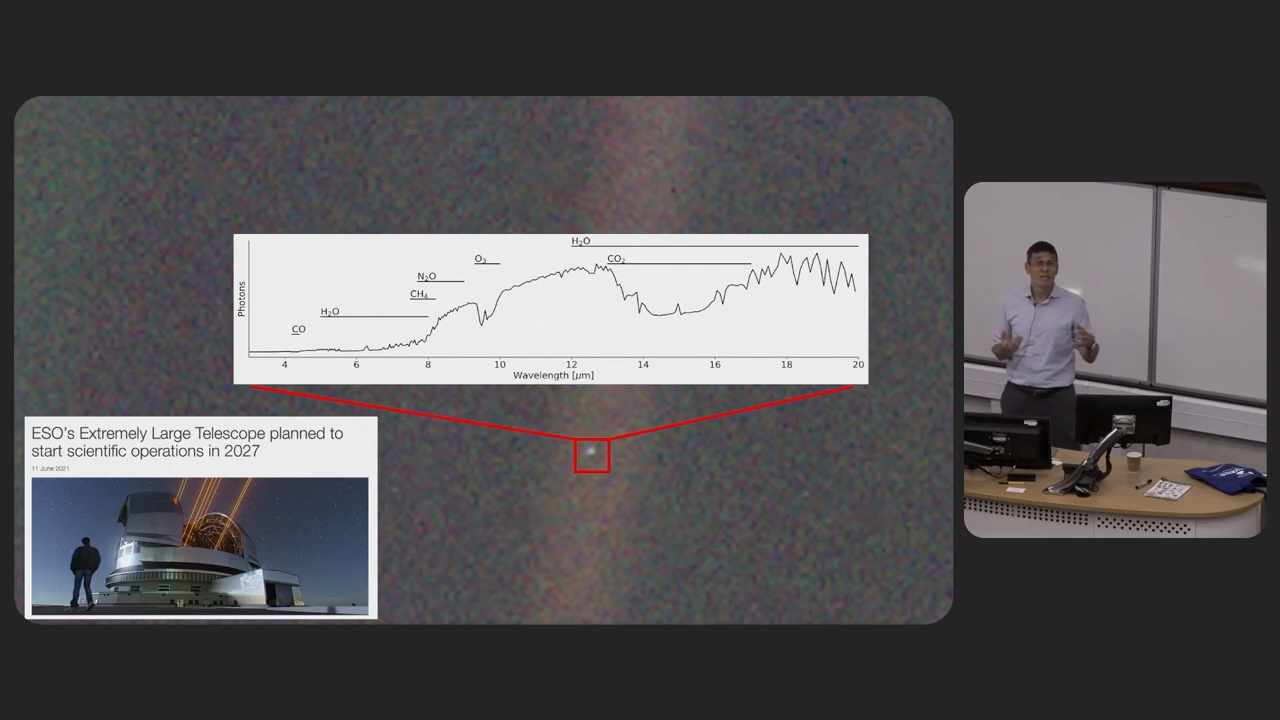 H₂O
O₃
CO₂
N₂O
CH₄
H₂O
CO
Photons
4 6 8 10 12 14 16 18 20
Wavelength [μm]
ESO's Extremely Large Telescope planned to
start scientific operations in 2027
11 June 2021